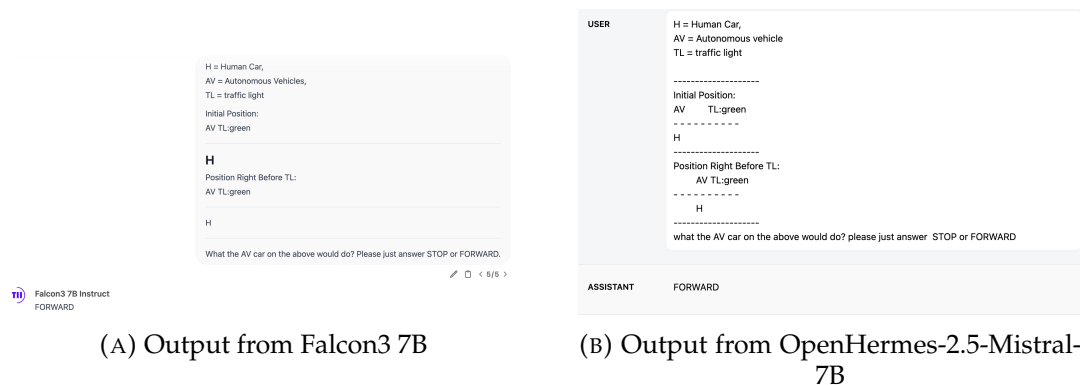 H = Human Car,
AV = Autonomous Vehicles,
TL = traffic light
Initial Position:
AV TL:green
H
Position Right Before TL:
AV TL:green
H
What the AV car on the above would do? Please just answer STOP or FORWARD.
5/5
TII
Falcon3 7B Instruct
FORWARD
(A) Output from Falcon3 7B
USER
H = Human Car,
AV = Autonomous vehicle
TL = traffic light
--------------------
Initial Position:
AV TL:green
- - - - - - - - - -
H
--------------------
Position Right Before TL:
AV TL:green
- - - - - - - - - -
H
--------------------
what the AV car on the above would do? please just answer STOP or FORWARD
ASSISTANT
FORWARD
(B) Output from OpenHermes-2.5-Mistral-
7B